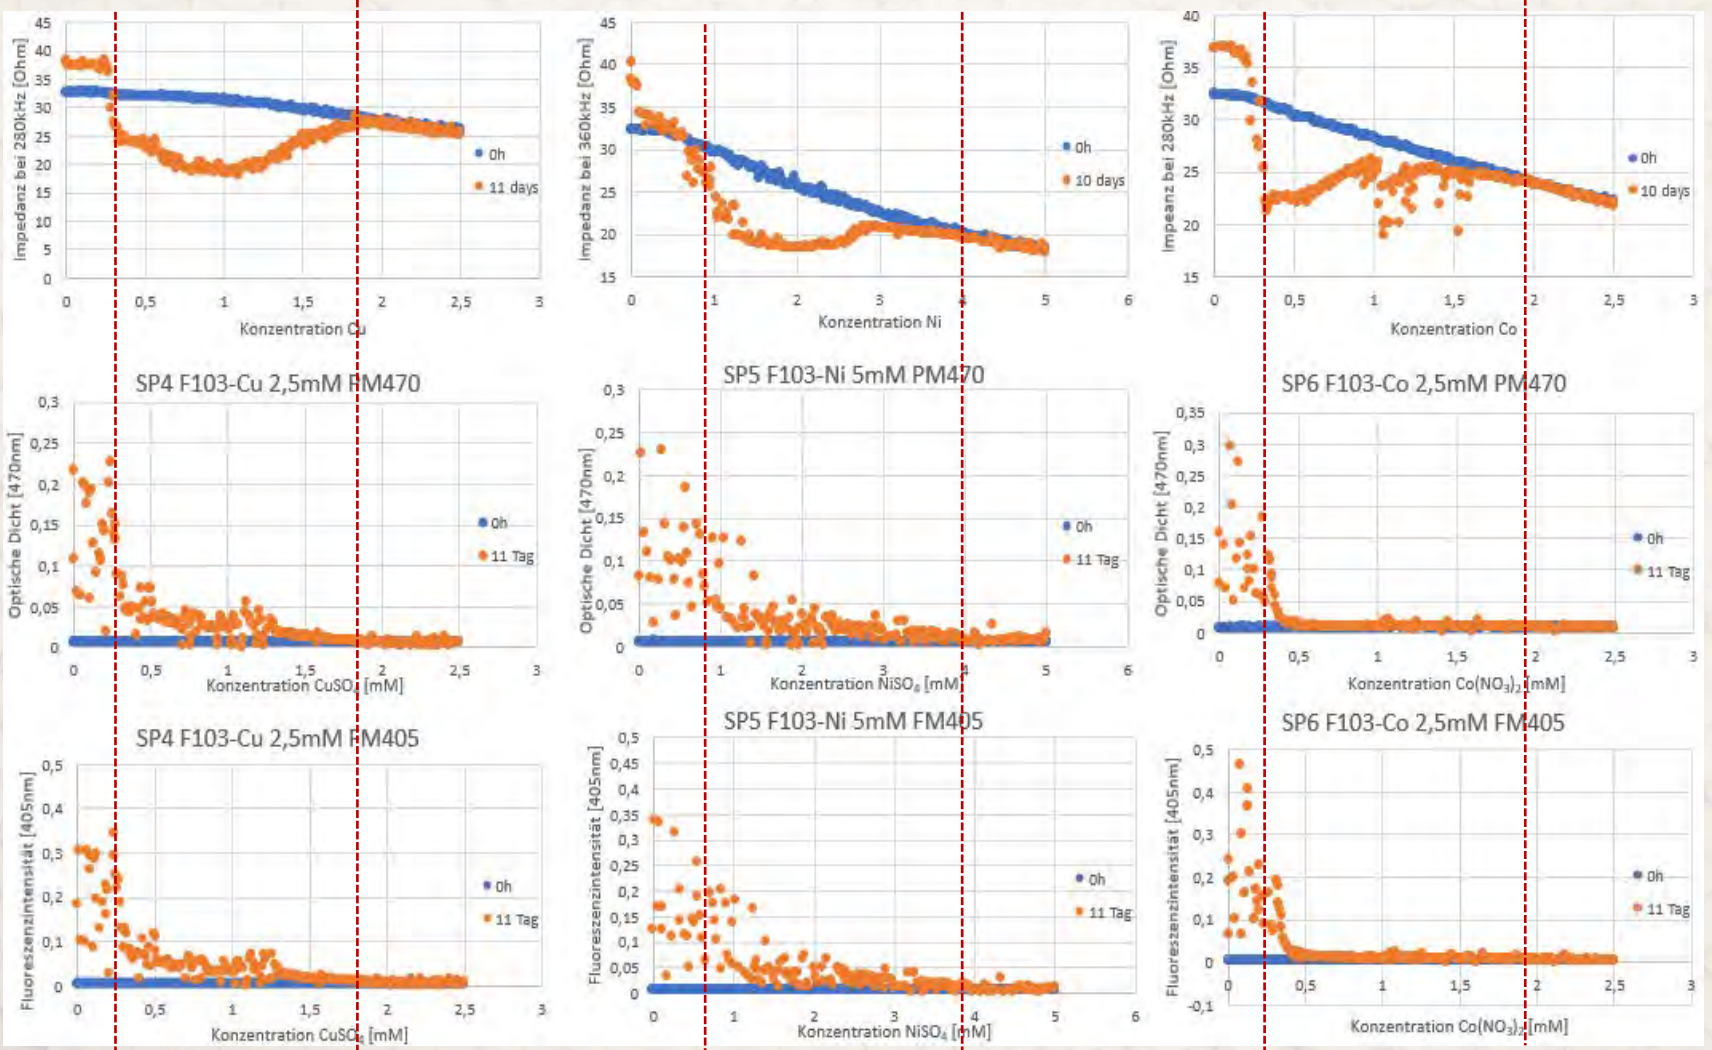 45
40
35
30
25
20
15
10
5
0
Impedanz bei 280kHz [Ohm]
0 0,5 1 1,5 2 2,5 3
Konzentration Cu
0h
11 days
45
40
35
30
25
20
15
Impedanz bei 360kHz [Ohm]
0 1 2 3 4 5 6
Konzentration Ni
0h
10 days
40
35
30
25
20
15
Impeanz bei 280kHz [Ohm]
0 0,5 1 1,5 2 2,5 3
Konzentration Co
0h
10 days
SP4 F103-Cu 2,5mM PM470
0,3
0,25
0,2
0,15
0,1
0,05
0
Optische Dicht [470nm]
0 0,5 1 1,5 2 2,5 3
Konzentration CuSO₄ [mM]
0h
11 Tag
SP5 F103-Ni 5mM PM470
0,3
0,25
0,2
0,15
0,1
0,05
0
Optische Dicht [470nm]
0 1 2 3 4 5 6
Konzentration NiSO₄ [mM]
0h
11 Tag
SP6 F103-Co 2,5mM PM470
0,35
0,3
0,25
0,2
0,15
0,1
0,05
0
Optische Dicht [470nm]
0 0,5 1 1,5 2 2,5 3
Konzentration Co(NO₃)₂ [mM]
0h
11 Tag
SP4 F103-Cu 2,5mM FM405
0,5
0,4
0,3
0,2
0,1
0
Fluoreszenzintensität [405nm]
0 0,5 1 1,5 2 2,5 3
Konzentration CuSO₄ [mM]
0h
11 Tag
SP5 F103-Ni 5mM FM405
0,5
0,45
0,4
0,35
0,3
0,25
0,2
0,15
0,1
0,05
0
Fluoreszenzintensität [405nm]
0 1 2 3 4 5 6
Konzentration NiSO₄ [mM]
0h
11 Tag
SP6 F103-Co 2,5mM FM405
0,5
0,4
0,3
0,2
0,1
0
-0,1
Fluoreszenzintensität [405nm]
0 0,5 1 1,5 2 2,5 3
Konzentration Co(NO₃)₂ [mM]
0h
11 Tag